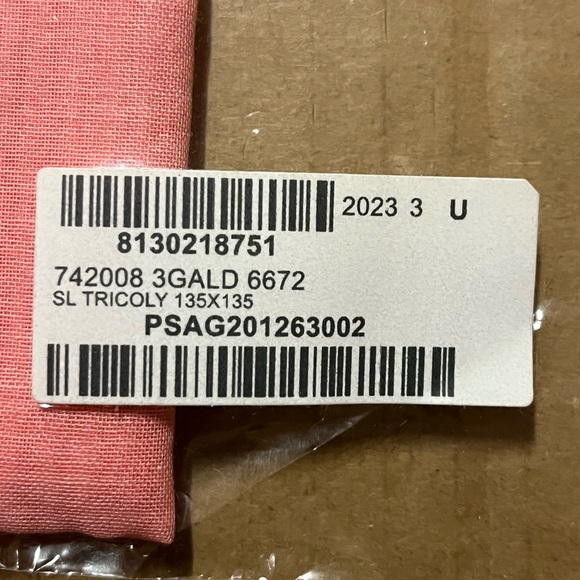 2023 3 U
8130218751
742008 3GALD 6672
SL TRICOLY 135X135
PSAG201263002